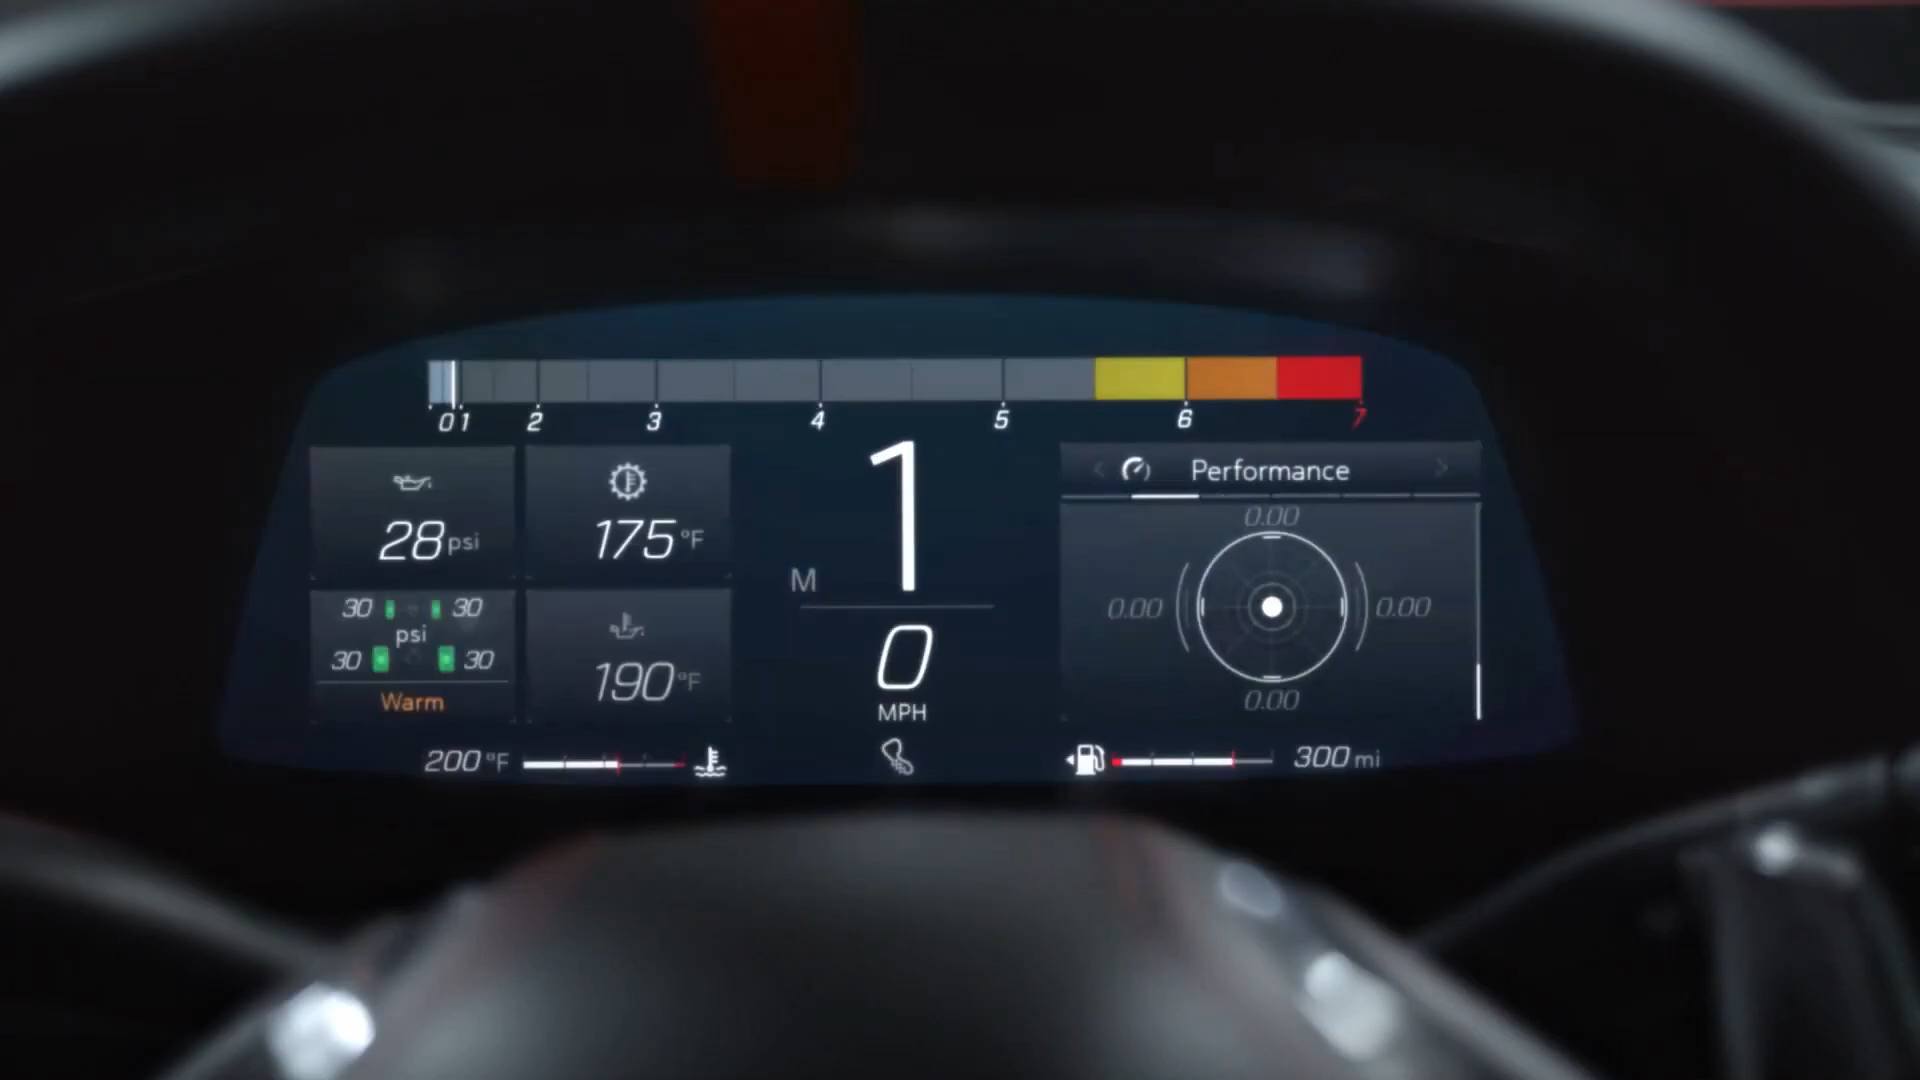 0 1 2 3 4 5 6 7
28 psi
175 °F
30 30
psi
30 30
Warm
190 °F
200 °F
M 1
0
MPH
Performance
0.00
0.00 0.00
0.00
300 mi